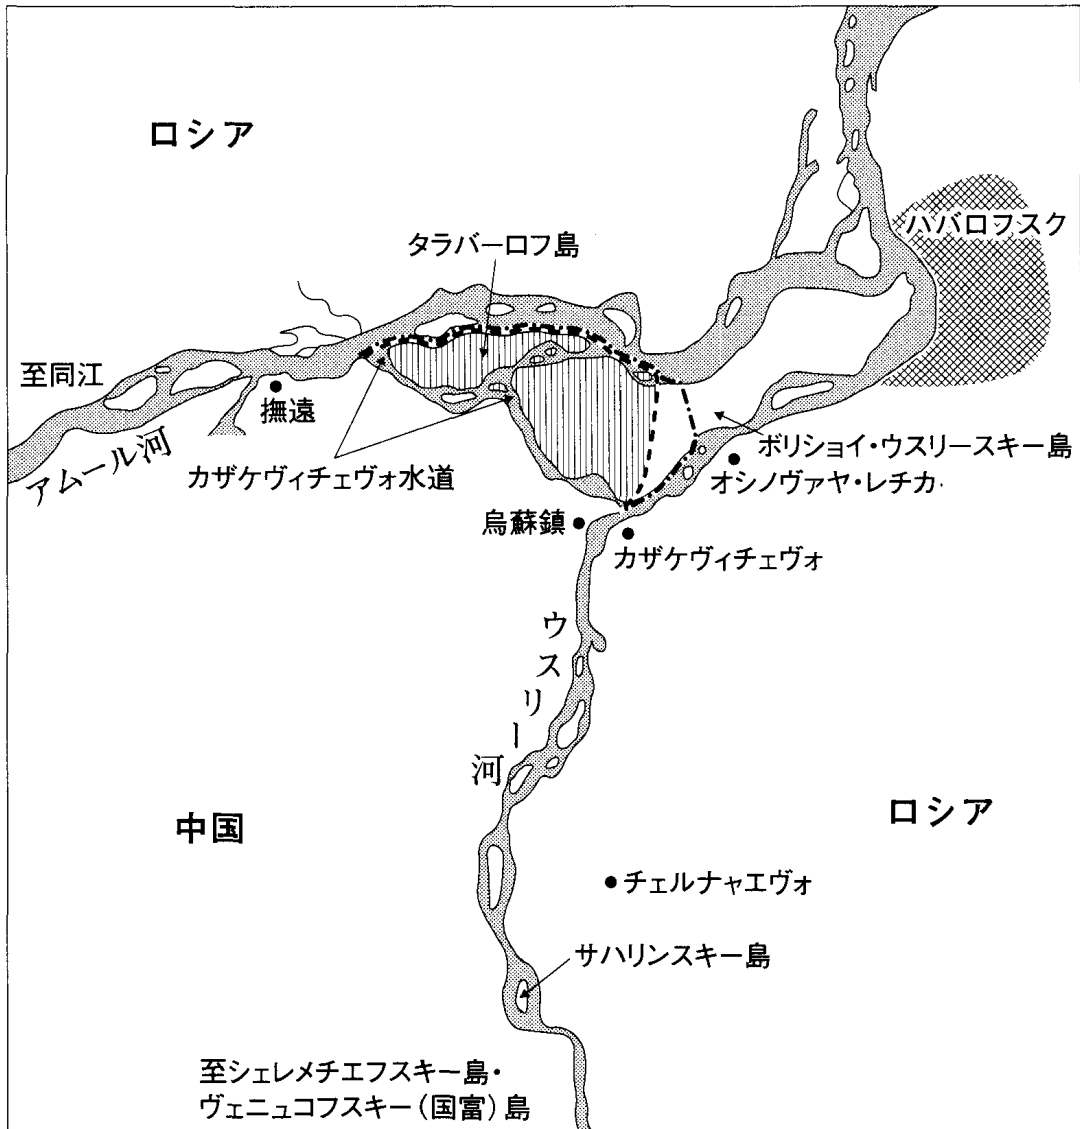 ロシア
ハバロフスク
タラバーロフ島
至同江
撫遠
アムール河
カザケヴィチェヴォ水道
ボリショイ・ウスリースキー島
オシノヴァヤ・レチカ
烏蘇鎮
カザケヴィチェヴォ
ウスリー河
中国
ロシア
チェルナャエヴォ
サハリンスキー島
至シェレメチエフスキー島・
ヴェニュコフスキー(国富)島